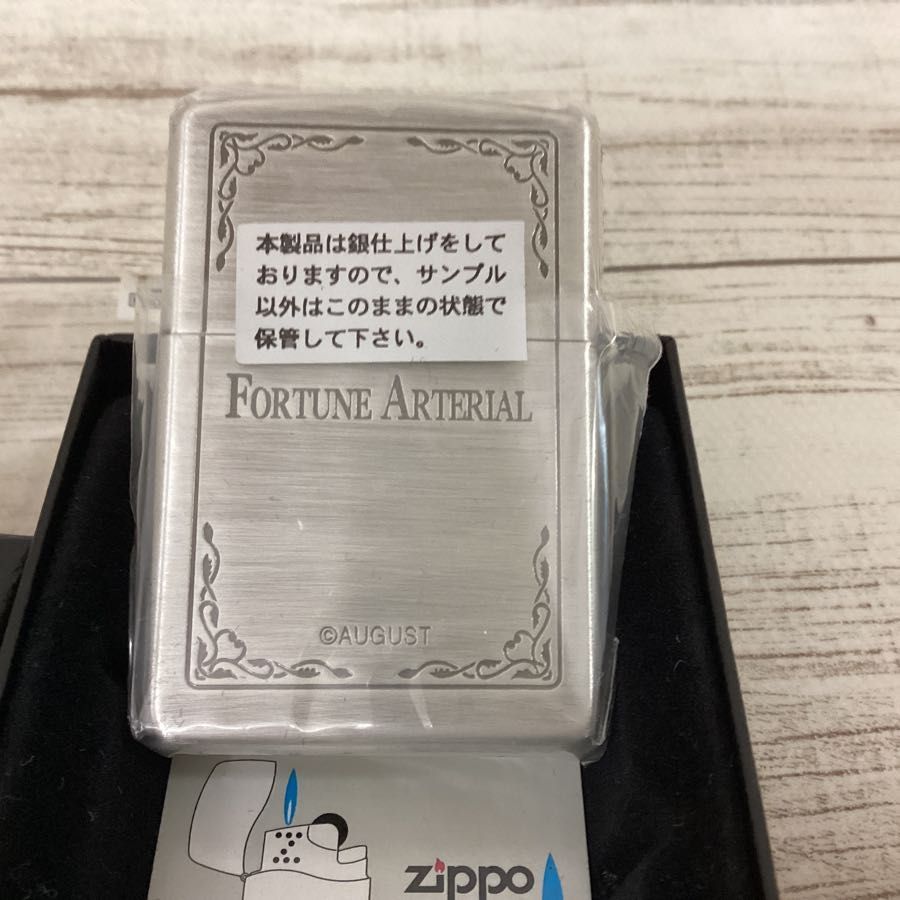 本製品は銀仕上げをして
おりますので、サンプル
以外はこのままの状態で
保管して下さい。
FORTUNE ARTERIAL
©AUGUST
zippo